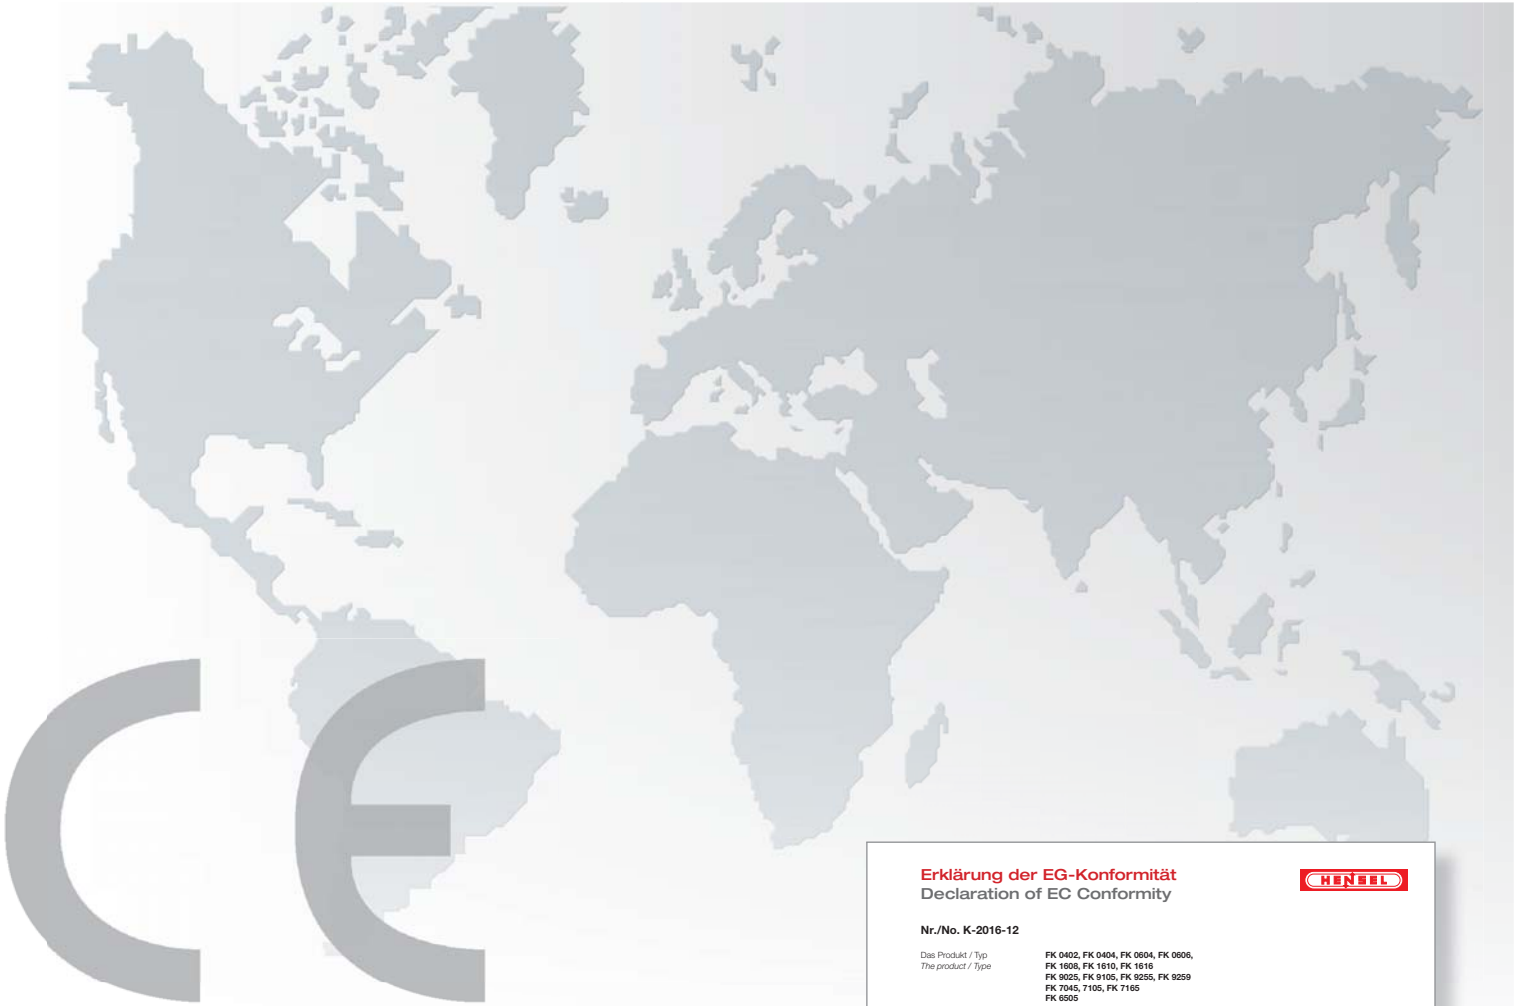 CE
Erklärung der EG-Konformität
Declaration of EC Conformity
HENSEL
Nr./No. K-2016-12
Das Produkt / Typ
The product / Type
FK 0402, FK 0404, FK 0604, FK 0606,
FK 1608, FK 1610, FK 1616
FK 9025, FK 9105, FK 9255, FK 9259
FK 7045, 7105, FK 7165
FK 6505